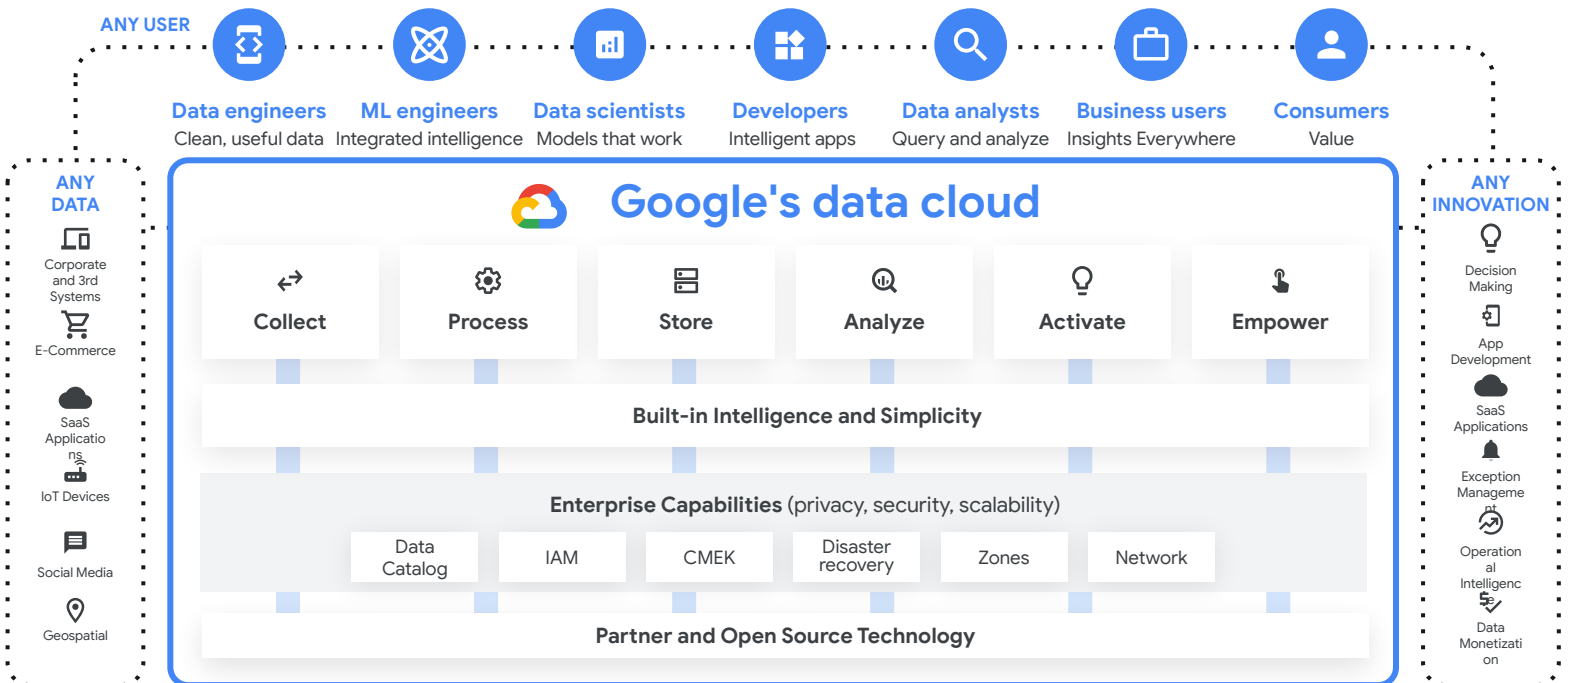 ANY USER
Data engineers
Clean, useful data
ML engineers
Integrated intelligence
Data scientists
Models that work
Developers
Intelligent apps
Data analysts
Query and analyze
Business users
Insights Everywhere
Consumers
Value
ANY
DATA
Corporate
and 3rd
Systems
E-Commerce
SaaS
Applicatio
ns
IoT Devices
Social Media
Geospatial
Google's data cloud
Collect
Process
Store
Analyze
Activate
Empower
Built-in Intelligence and Simplicity
Enterprise Capabilities (privacy, security, scalability)
Data
Catalog
IAM
CMEK
Disaster
recovery
Zones
Network
Partner and Open Source Technology
ANY
INNOVATION
Decision
Making
App
Development
SaaS
Applications
Exception
Manageme
nt
Operation
al
Intelligenc
e
Data
Monetizati
on